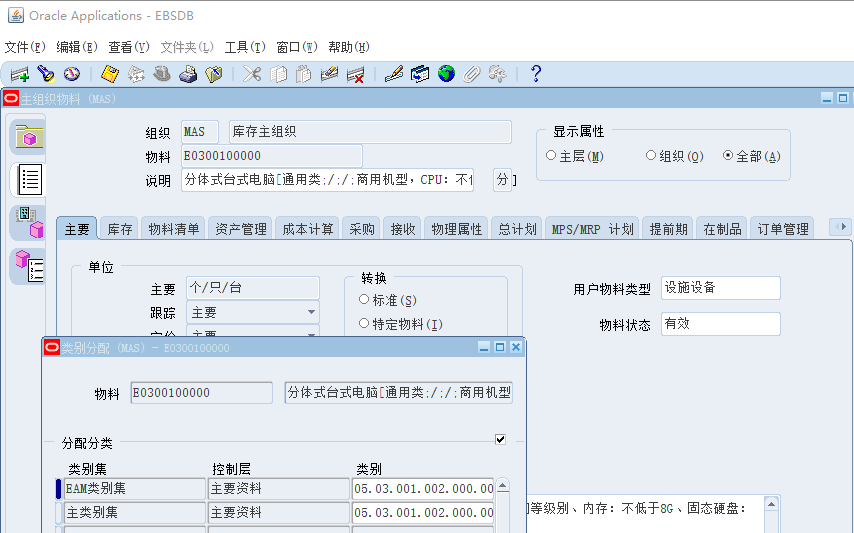 Oracle Applications - EBSDB
文件(F) 编辑(E) 查看(V) 文件夹(L) 工具(T) 窗口(W) 帮助(H)
主组织物料 (MAS)
组织 MAS 库存主组织
物料 E0300100000
说明 分体式台式电脑[通用类;/;/;商用机型，CPU: 不 分 ]
显示属性
主层(M) 组织(O) 全部(A)
主要 库存 物料清单 资产管理 成本计算 采购 接收 物理属性 总计划 MPS/MRP 计划 提前期 在制品 订单管理
单位
主要 个/只/台
跟踪 主要
主要
转换
标准(S)
特定物料(I)
用户物料类型 设施设备
物料状态 有效
类别分配 (MAS) - E0300100000
物料 E0300100000 分体式台式电脑[通用类;/;/;商用机型
分配分类
类别集 控制层 类别
EAM类别集 主要资料 05.03.001.002.000.00
主类别集 主要资料 05.03.001.002.000.00
等级别、内存: 不低于8G、固态硬盘: